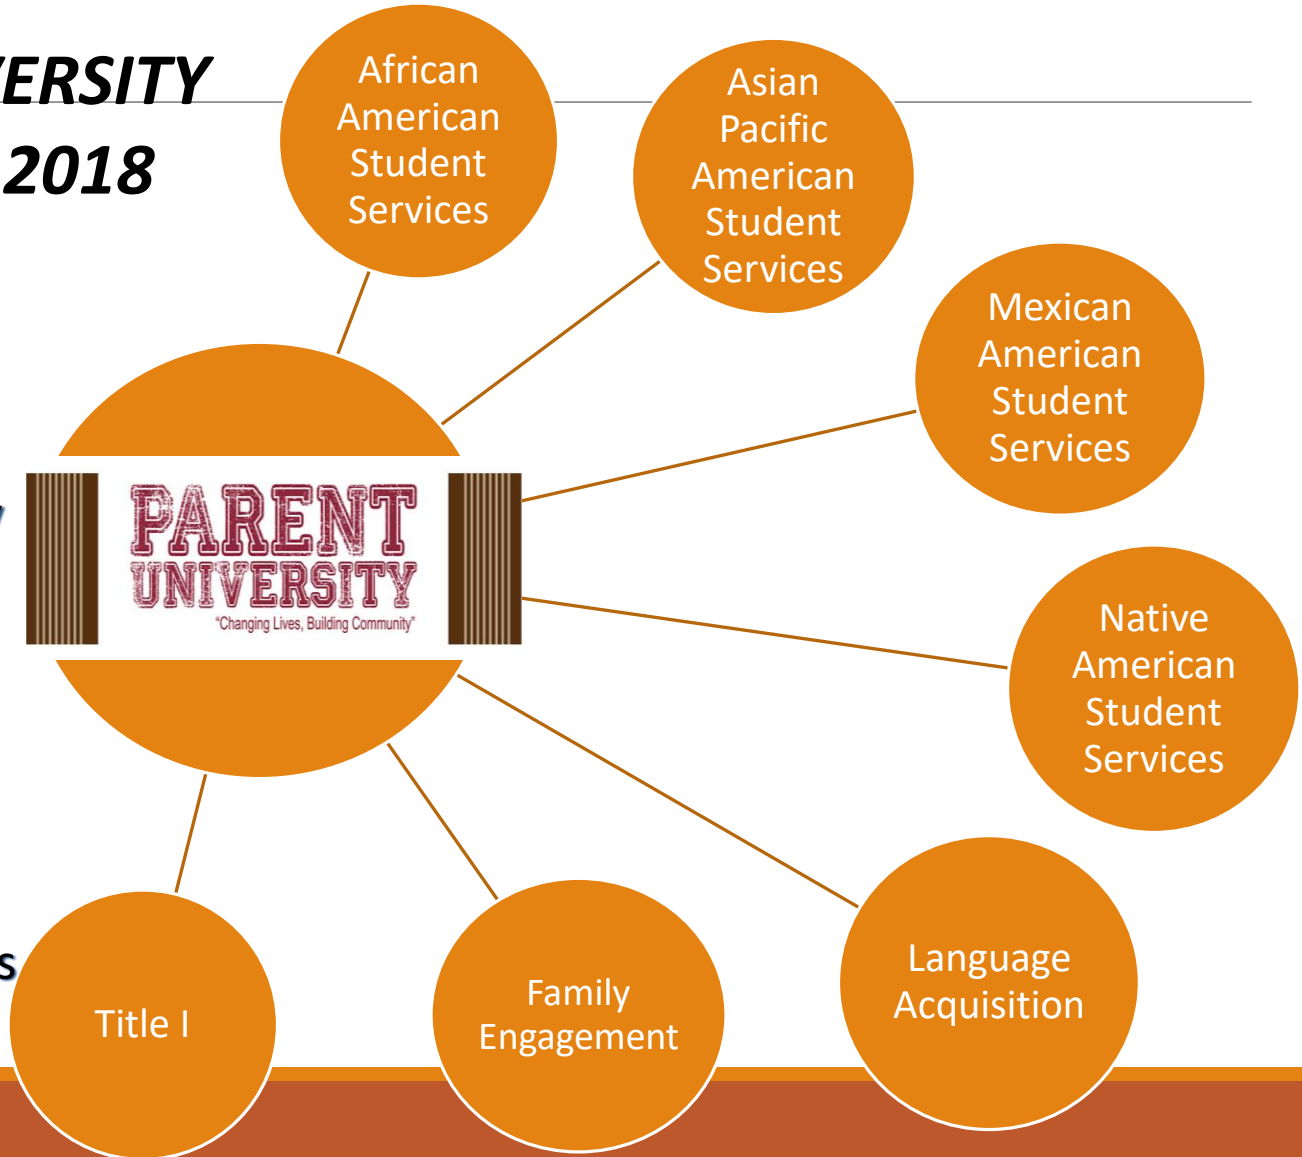 2018
African
American
Student
Services
Asian
Pacific
American
Student
Services
Mexican
American
Student
Services
PARENT
UNIVERSITY
"Changing Lives, Building Community"
Native
American
Student
Services
Language
Acquisition
Family
Engagement
Title I